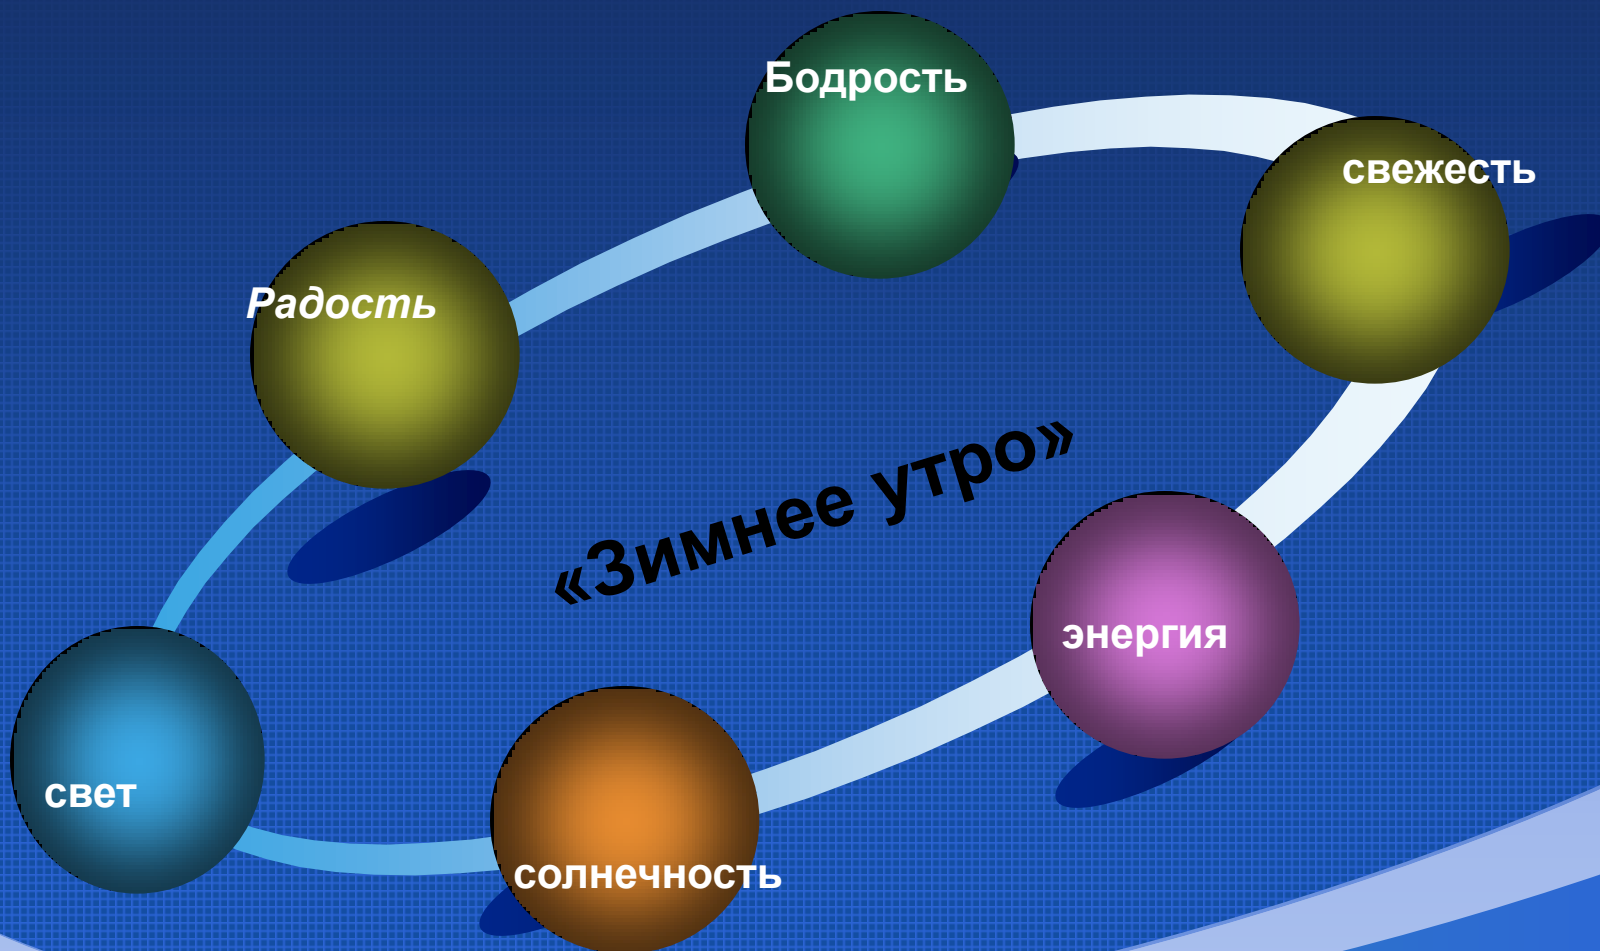 Бодрость
свежесть
Радость
«Зимнее утро»
энергия
свет
солнечность